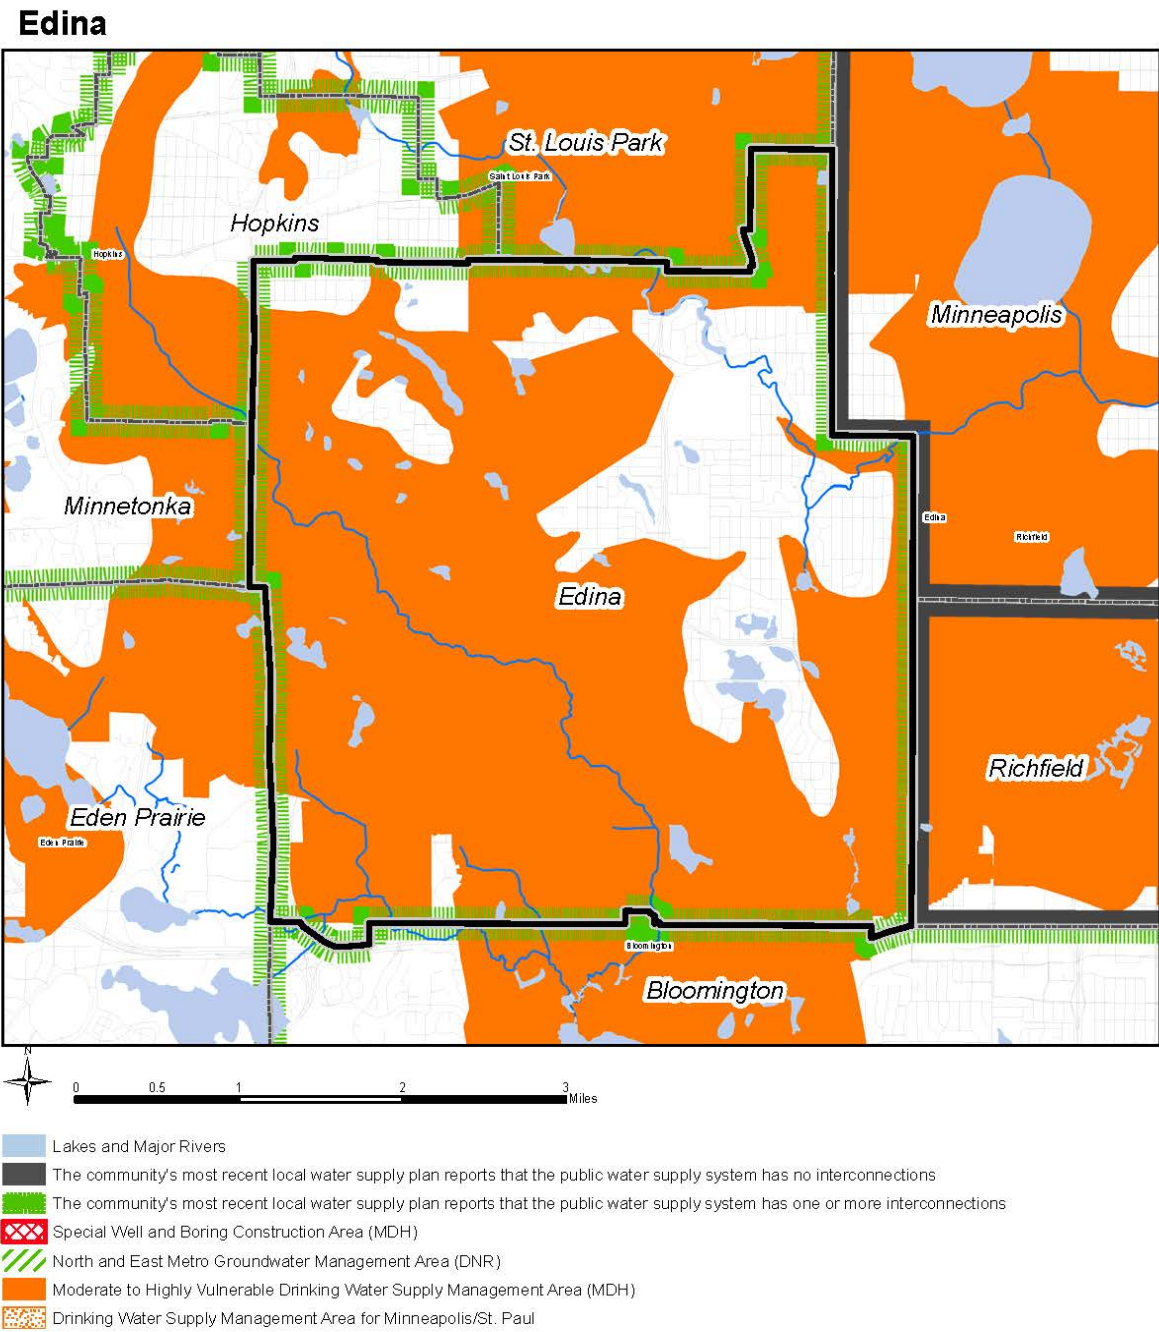 Edina
St. Louis Park
Saint Louis Park
Hopkins
Hopkins
Minneapolis
Minnetonka
Edina
Richfield
Edina
Richfield
Eden Prairie
Eden Prairie
Bloomington
Bloomington
N
0 0.5 1 2 3
Miles
Lakes and Major Rivers
The community's most recent local water supply plan reports that the public water supply system has no interconnections
The community's most recent local water supply plan reports that the public water supply system has one or more interconnections
Special Well and Boring Construction Area (MDH)
North and East Metro Groundwater Management Area (DNR)
Moderate to Highly Vulnerable Drinking Water Supply Management Area (MDH)
Drinking Water Supply Management Area for Minneapolis/St. Paul